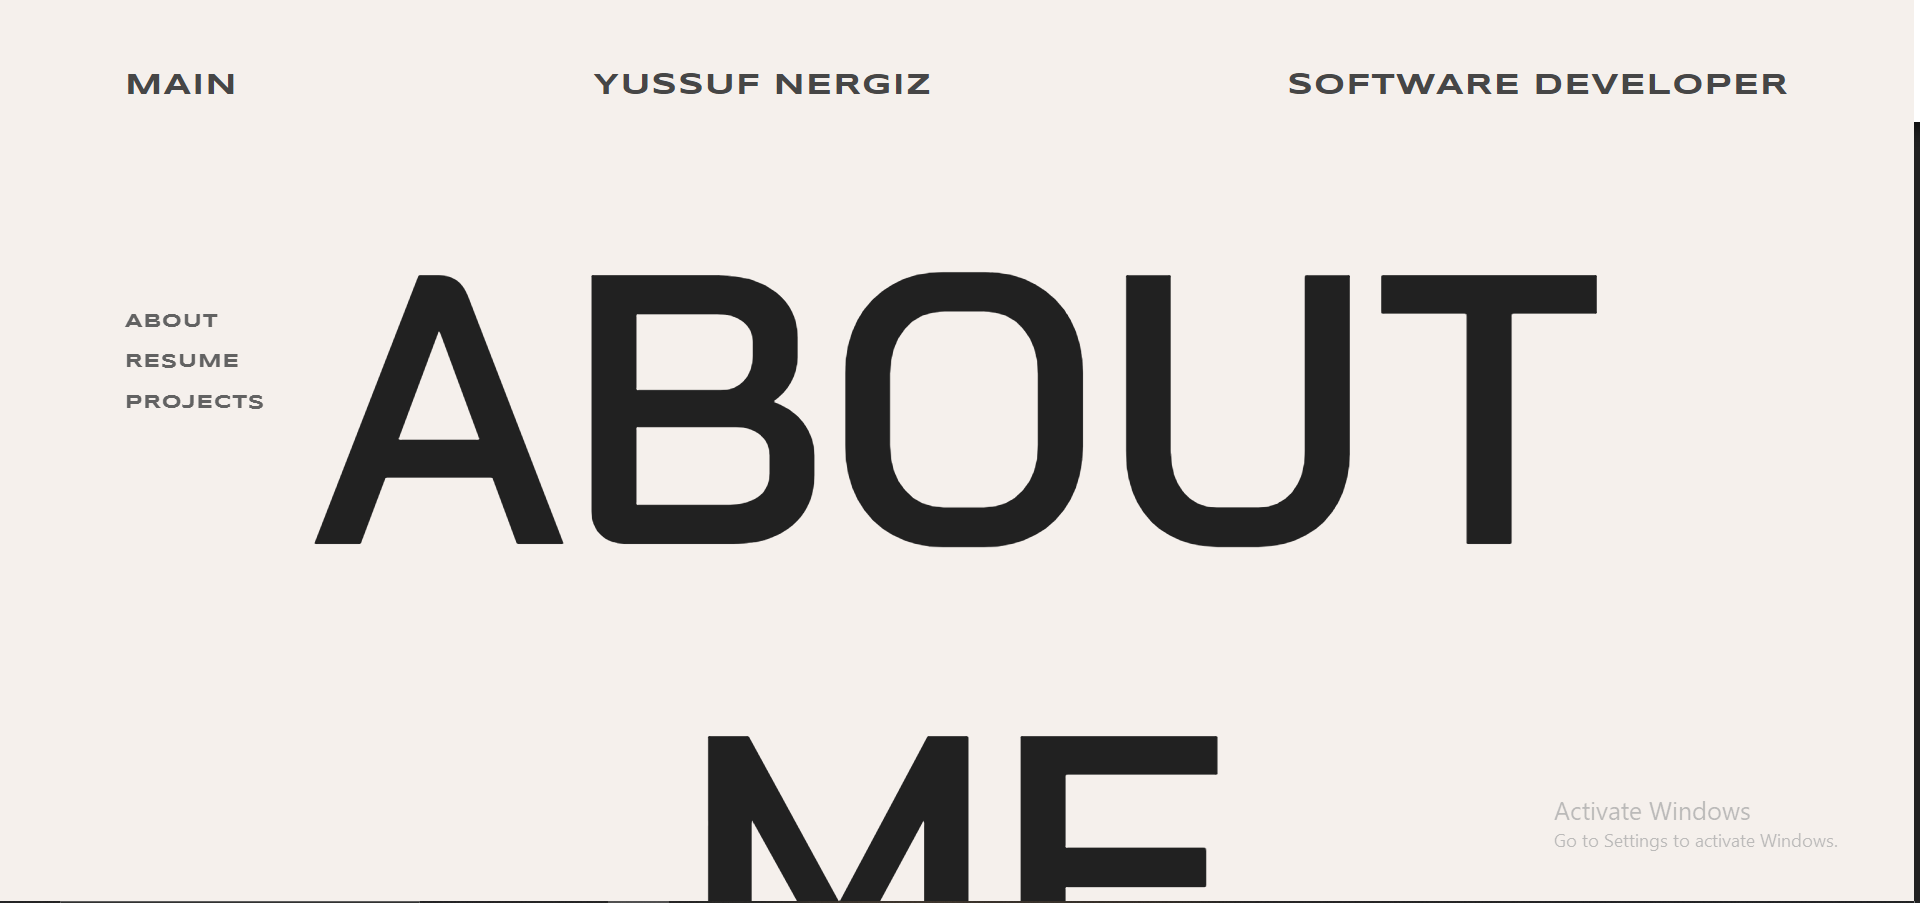 MAIN
YUSSUF NERGIZ
SOFTWARE DEVELOPER
ABOUT
RESUME
PROJECTS
ABOUT
ME
Activate Windows
Go to Settings to activate Windows.